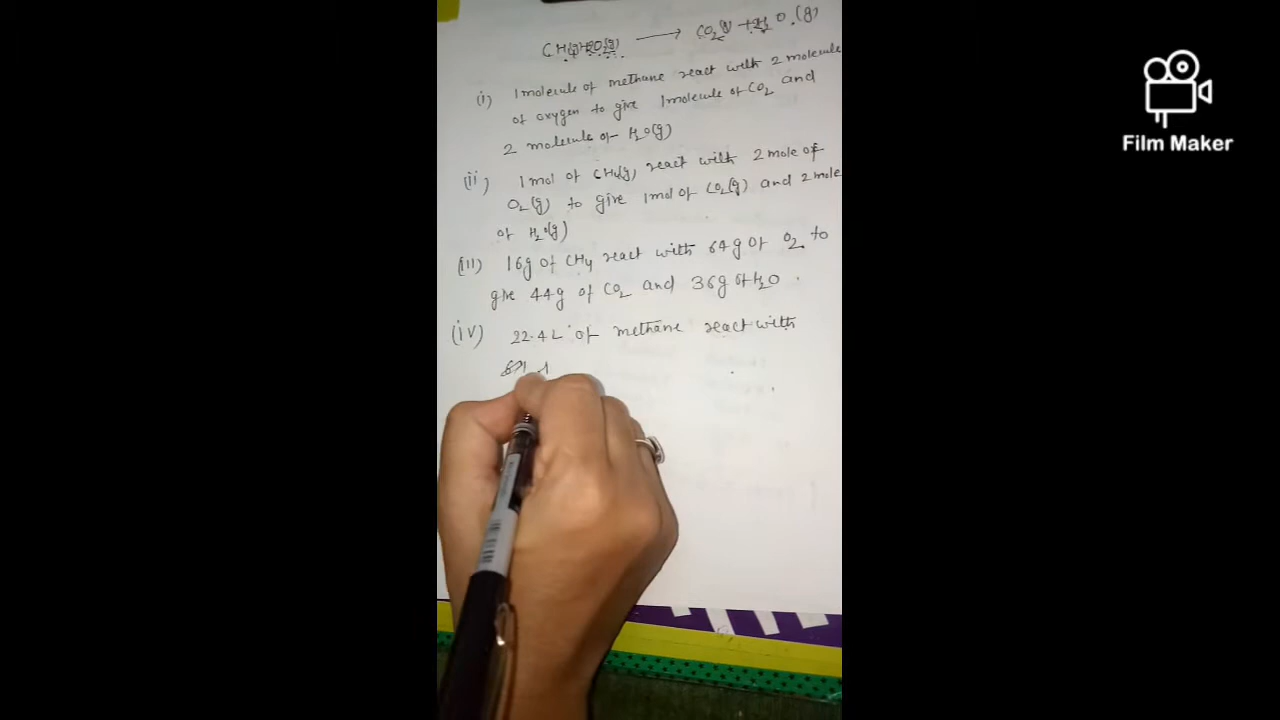 CH4(g)+2O2(g) → CO2(g) + 2H2O (g)
(i) 1 molecule of methane react with 2 molecule
of oxygen to give 1 molecule of CO2 and
2 molecule of H2O(g)
(ii) 1 mol of CH4(g) react with 2 mole of
O2(g) to give 1 mol of CO2(g) and 2 mole
of H2O(g)
(III) 16g of CH4 react with 64g of O2 to
give 44g of CO2 and 36g of H2O.
(iv) 22.4 L of methane react with
Film Maker